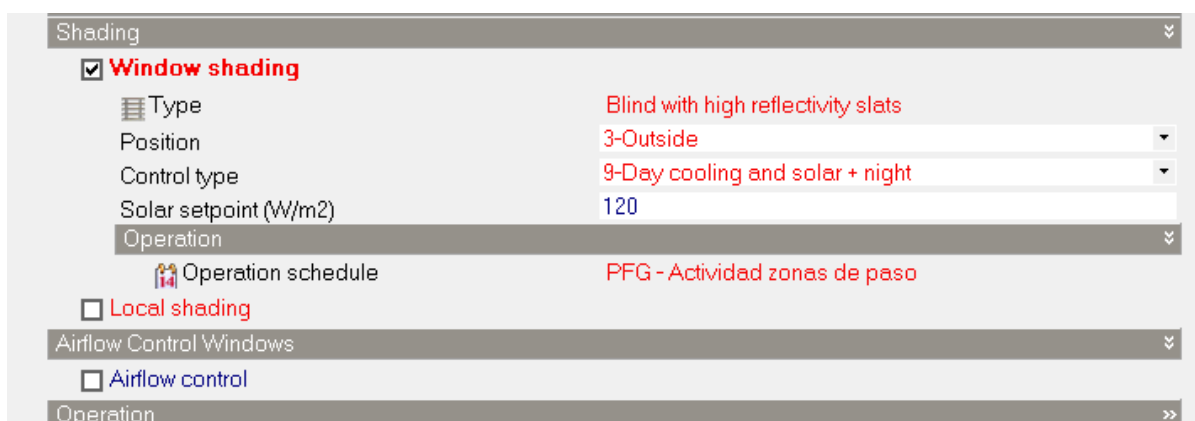 Shading
Window shading
Type Blind with high reflectivity slats
Position 3-Outside
Control type 9-Day cooling and solar + night
Solar setpoint (W/m2) 120
Operation
14 Operation schedule PFG - Actividad zonas de paso
Local shading
Airflow Control Windows
Airflow control
Operation